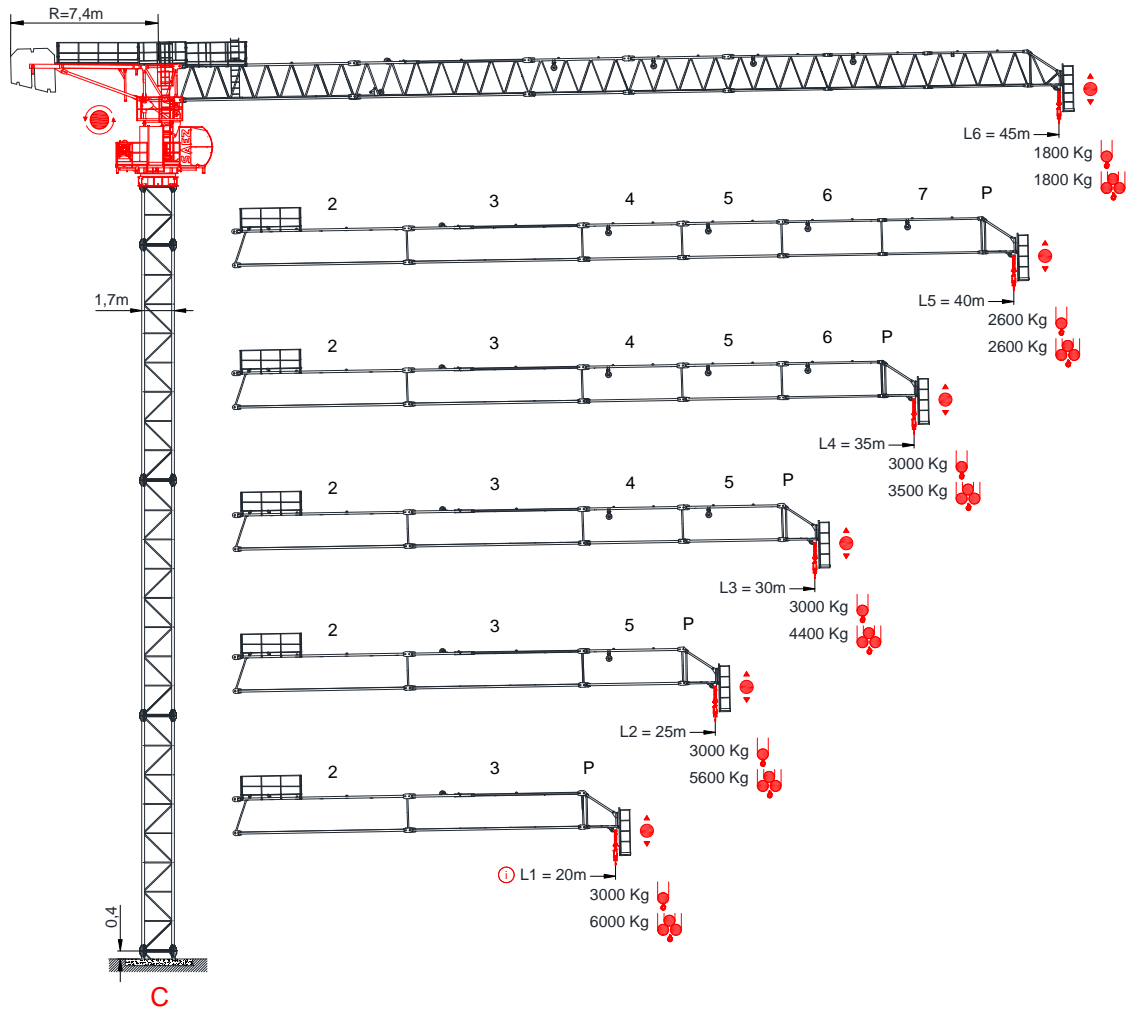 R=7,4m
SAEZ
L6 = 45m
1800 Kg
1800 Kg
2 3 4 5 6 7 P
1,7m
L5 = 40m
2600 Kg
2600 Kg
2 3 4 5 6 P
L4 = 35m
3000 Kg
3500 Kg
2 3 4 5 P
L3 = 30m
3000 Kg
4400 Kg
2 3 5 P
L2 = 25m
3000 Kg
5600 Kg
2 3 P
i L1 = 20m
3000 Kg
6000 Kg
0,4
C